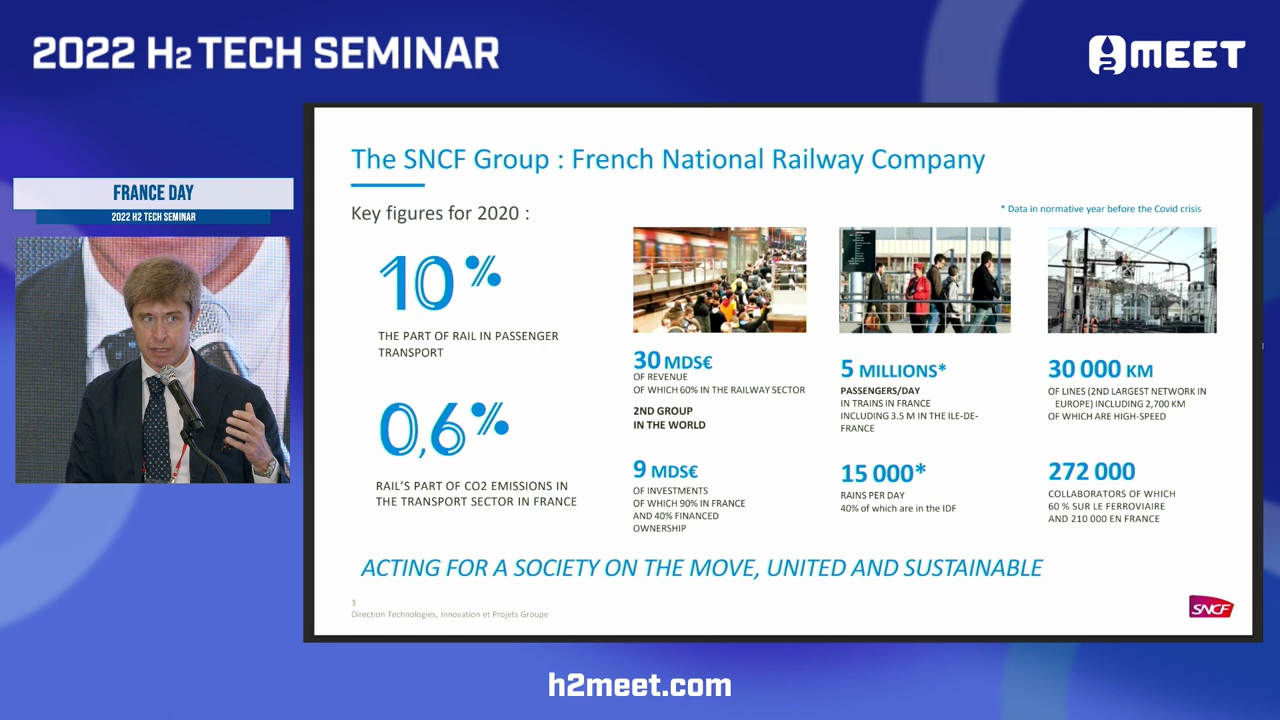 2022 H2 TECH SEMINAR
2 MEET
FRANCE DAY
2022 H2 TECH SEMINAR
The SNCF Group : French National Railway Company
Key figures for 2020 :
* Data in normative year before the Covid crisis
10%
THE PART OF RAIL IN PASSENGER
TRANSPORT
0,6%
RAIL'S PART OF CO2 EMISSIONS IN
THE TRANSPORT SECTOR IN FRANCE
30 MDS€
OF REVENUE
OF WHICH 60% IN THE RAILWAY SECTOR
2ND GROUP
IN THE WORLD
9 MDS€
OF INVESTMENTS
OF WHICH 90% IN FRANCE
AND 40% FINANCED
OWNERSHIP
5 MILLIONS*
PASSENGERS/DAY
IN TRAINS IN FRANCE
INCLUDING 3.5 M IN THE ILE-DE-
FRANCE
15 000*
RAINS PER DAY
40% of which are in the IDF
30 000 KM
OF LINES (2ND LARGEST NETWORK IN
EUROPE) INCLUDING 2,700 KM
OF WHICH ARE HIGH-SPEED
272 000
COLLABORATORS OF WHICH
60 % SUR LE FERROVIAIRE
AND 210 000 EN FRANCE
ACTING FOR A SOCIETY ON THE MOVE, UNITED AND SUSTAINABLE
3
Direction Technologies, Innovation et Projets Groupe
SNCF
h2meet.com